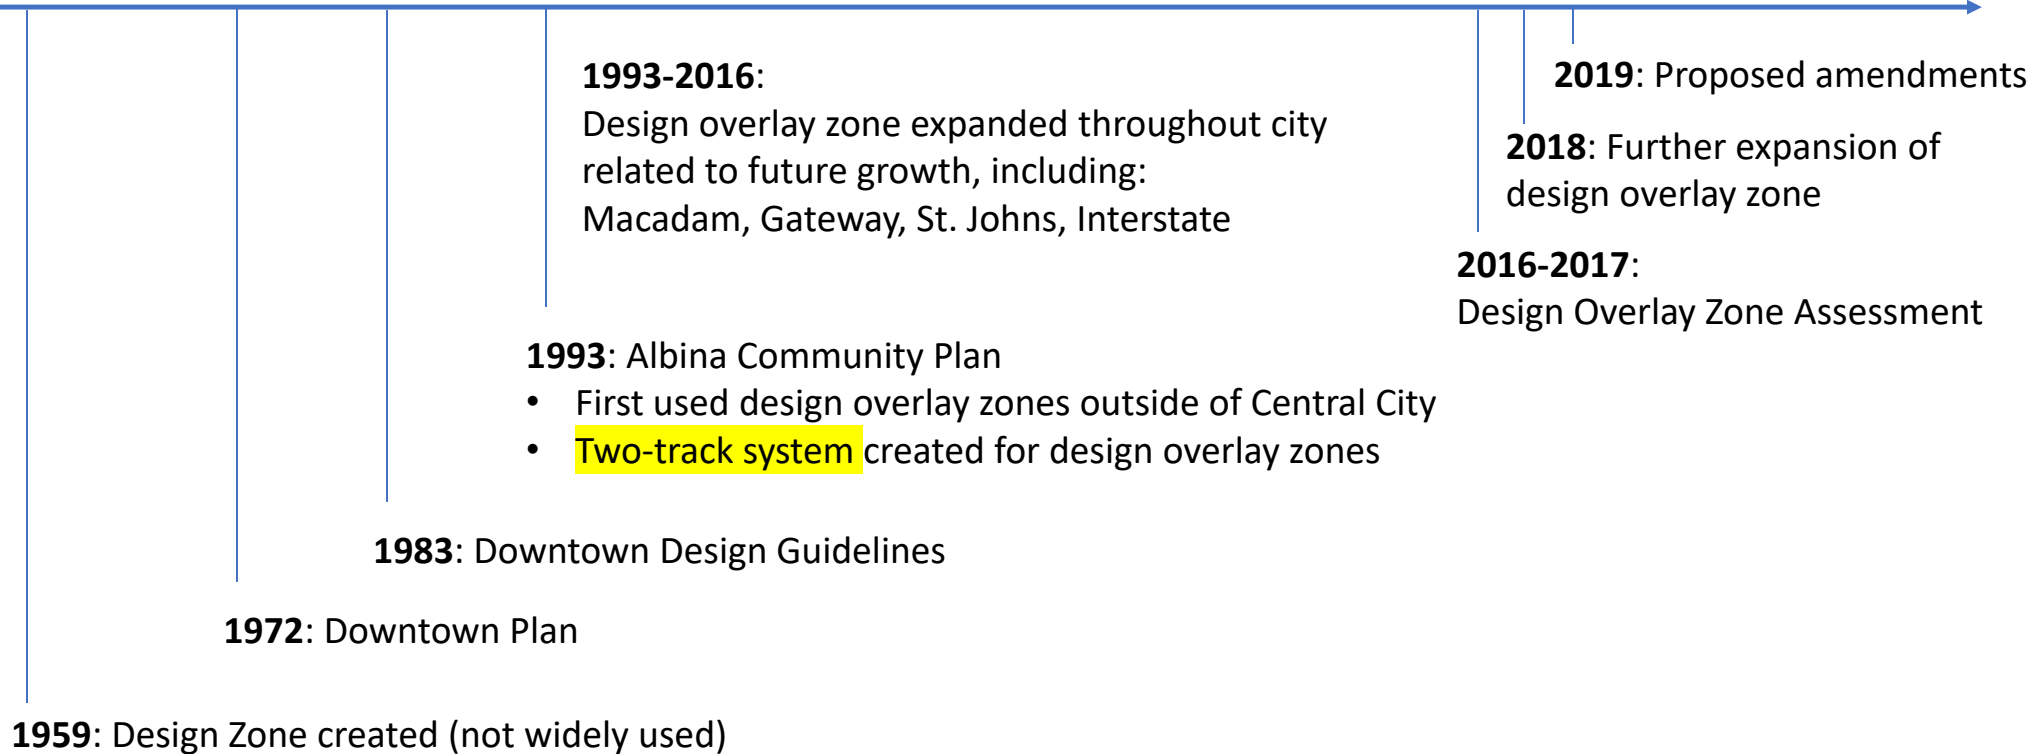 1993-2016:
Design overlay zone expanded throughout city
related to future growth, including:
Macadam, Gateway, St. Johns, Interstate
2019: Proposed amendments
2018: Further expansion of
design overlay zone
2016-2017:
Design Overlay Zone Assessment
1993: Albina Community Plan
• First used design overlay zones outside of Central City
• Two-track system created for design overlay zones
1983: Downtown Design Guidelines
1972: Downtown Plan
1959: Design Zone created (not widely used)